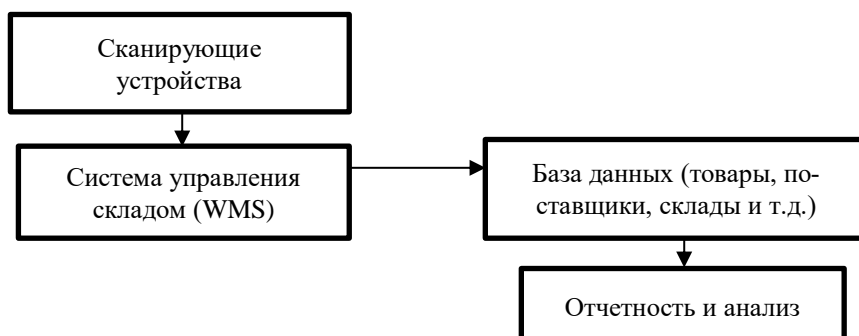 Сканирующие
устройства
Система управления
складом (WMS)
База данных (товары, по-
ставщики, склады и т.д.)
Отчетность и анализ